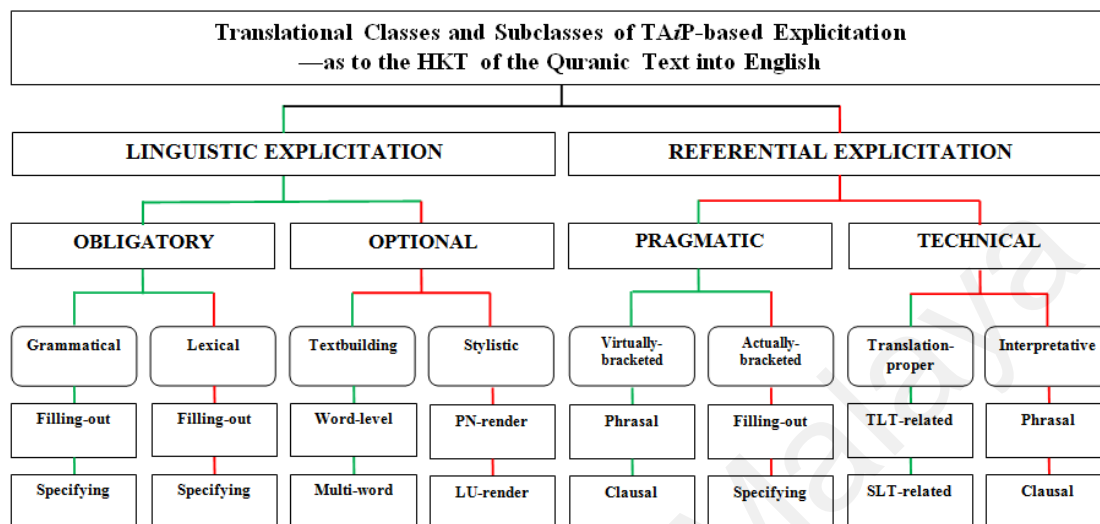 Translational Classes and Subclasses of TAiP-based Explicitation
—as to the HKT of the Quranic Text into English
LINGUISTIC EXPLICITATION
REFERENTIAL EXPLICITATION
OBLIGATORY
OPTIONAL
PRAGMATIC
TECHNICAL
Grammatical
Lexical
Textbuilding
Stylistic
Virtually-
bracketed
Actually-
bracketed
Translation-
proper
Interpretative
Filling-out
Filling-out
Word-level
PN-render
Phrasal
Filling-out
TLT-related
Phrasal
Specifying
Specifying
Multi-word
LU-render
Clausal
Specifying
SLT-related
Clausal
Malaya